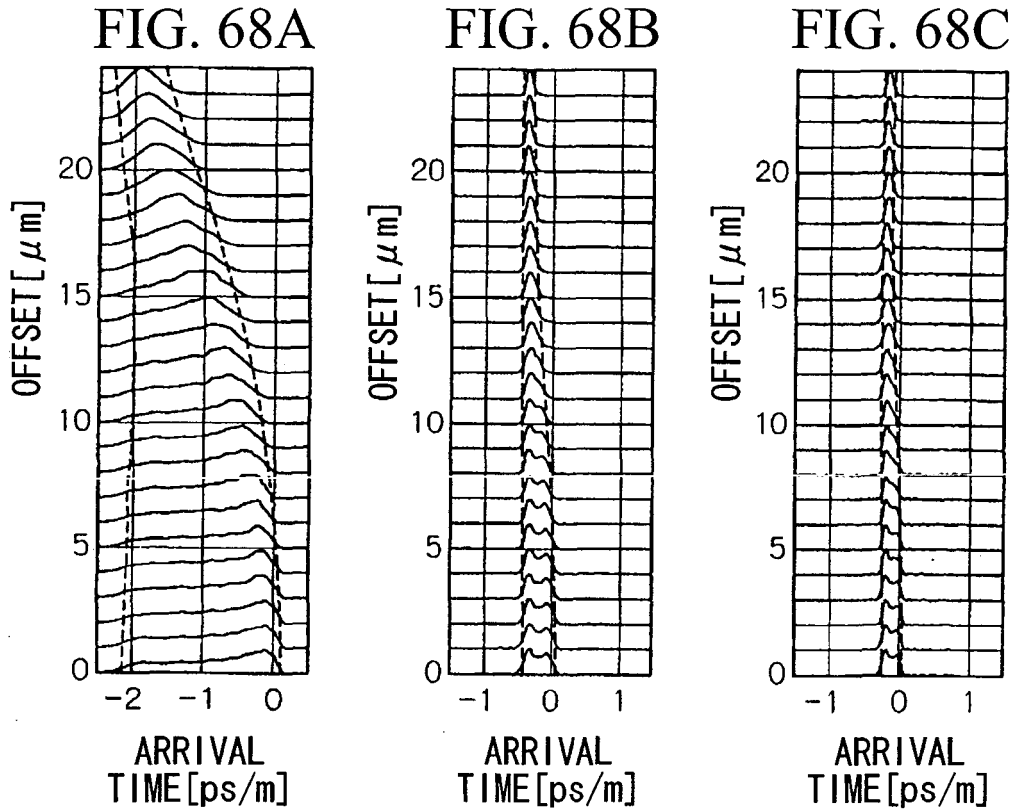 FIG. 68A
FIG. 68B
FIG. 68C
OFFSET[μm]
20
15
10
5
0
-2
-1
0
ARRIVAL
TIME[ps/m]
OFFSET[μm]
20
15
10
5
0
-1
0
1
ARRIVAL
TIME[ps/m]
OFFSET[μm]
20
15
10
5
0
-1
0
1
ARRIVAL
TIME[ps/m]